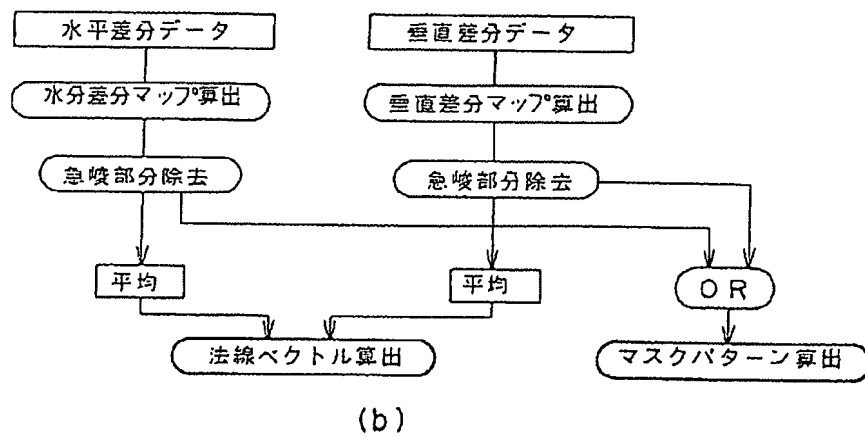 水平差分データ
垂直差分データ
水分差分マップ算出
垂直差分マップ算出
急峻部分除去
急峻部分除去
平均
平均
OR
法線ベクトル算出
マスクパターン算出
(b)